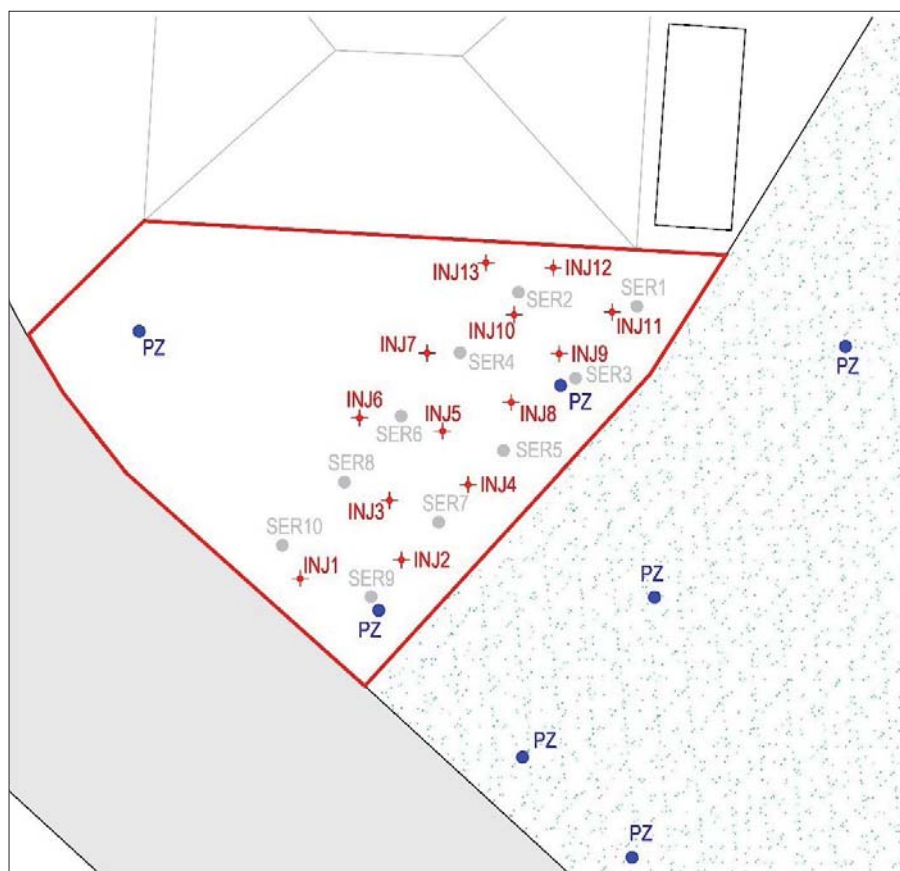 INJ13
INJ12
SER2
SER1
INJ10
INJ11
PZ
INJ7
SER4
INJ9
PZ
SER3
PZ
INJ6
INJ8
SER6
INJ5
SER5
SER8
INJ4
INJ3
SER7
SER10
INJ1
INJ2
SER9
PZ
PZ
PZ
PZ